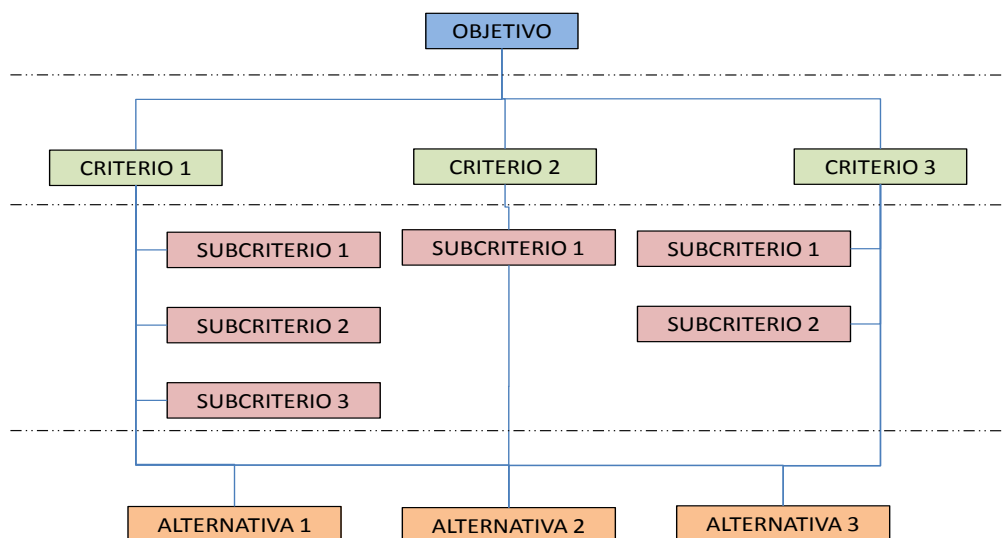 OBJETIVO
CRITERIO 1
CRITERIO 2
CRITERIO 3
SUBCRITERIO 1
SUBCRITERIO 1
SUBCRITERIO 1
SUBCRITERIO 2
SUBCRITERIO 2
SUBCRITERIO 3
ALTERNATIVA 1
ALTERNATIVA 2
ALTERNATIVA 3